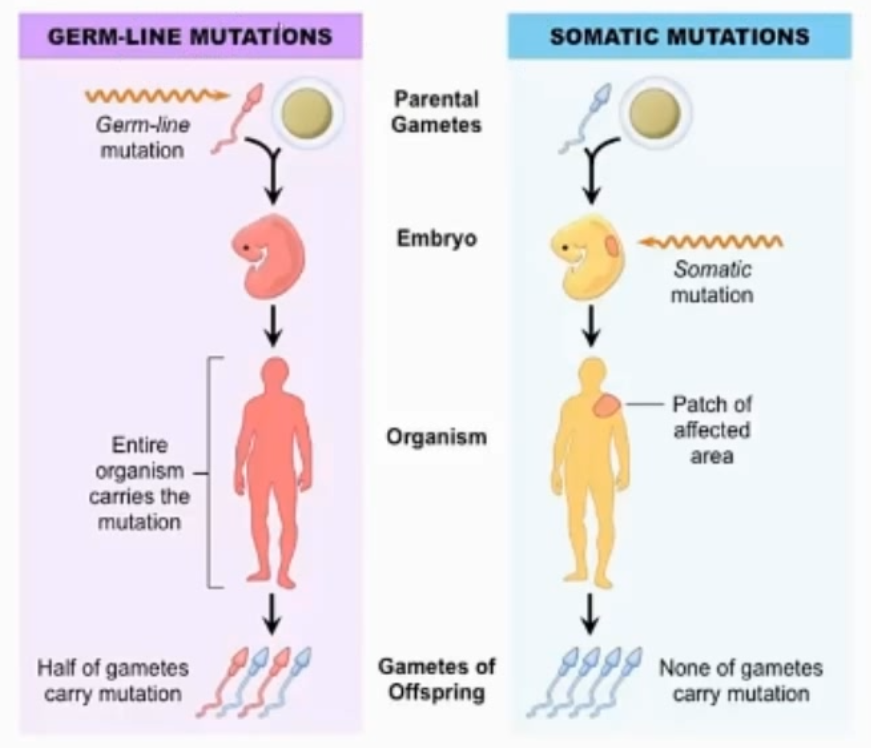 GERM-LINE MUTATIONS
SOMATIC MUTATIONS
Germ-line
mutation
Parental
Gametes
Embryo
Somatic
mutation
Entire
organism
carries the
mutation
Organism
Patch of
affected
area
Half of gametes
carry mutation
Gametes of
Offspring
None of gametes
carry mutation